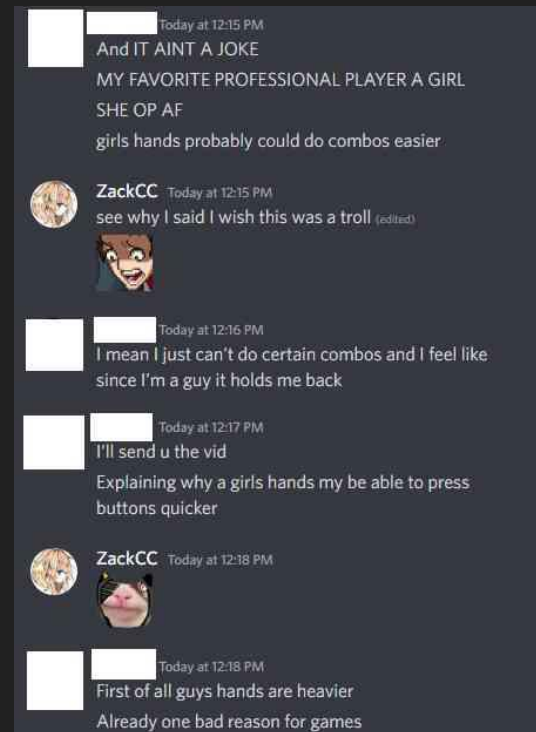 Today at 12:15 PM
And IT AINT A JOKE
MY FAVORITE PROFESSIONAL PLAYER A GIRL
SHE OP AF
girls hands probably could do combos easier
ZackCC Today at 12:15 PM
see why I said I wish this was a troll (edited)
Today at 12:16 PM
I mean I just can't do certain combos and I feel like
since I'm a guy it holds me back
Today at 12:17 PM
I'll send u the vid
Explaining why a girls hands my be able to press
buttons quicker
ZackCC Today at 12:18 PM
Today at 12:18 PM
First of all guys hands are heavier
Already one bad reason for games